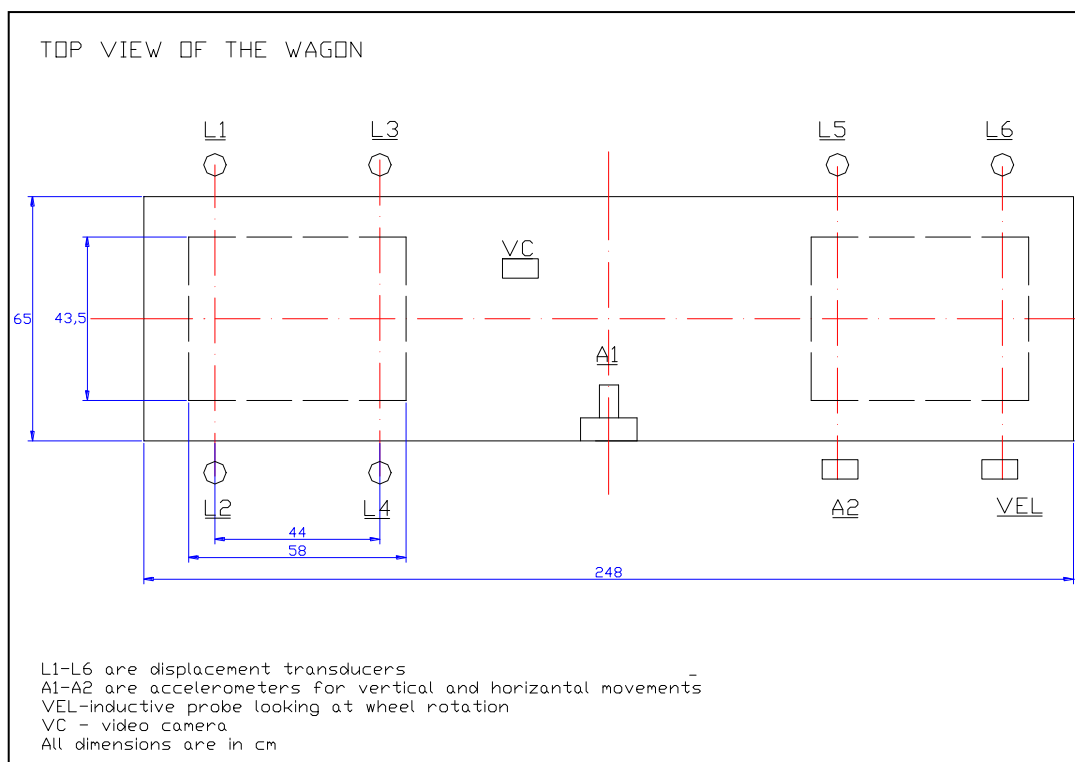 TOP VIEW OF THE WAGON
L1 L3 L5 L6
VC
65 43,5
A1
L2 L4 A2 VEL
44
58
248
L1-L6 are displacement transducers
A1-A2 are accelerometers for vertical and horizantal movements
VEL-inductive probe looking at wheel rotation
VC - video camera
All dimensions are in cm